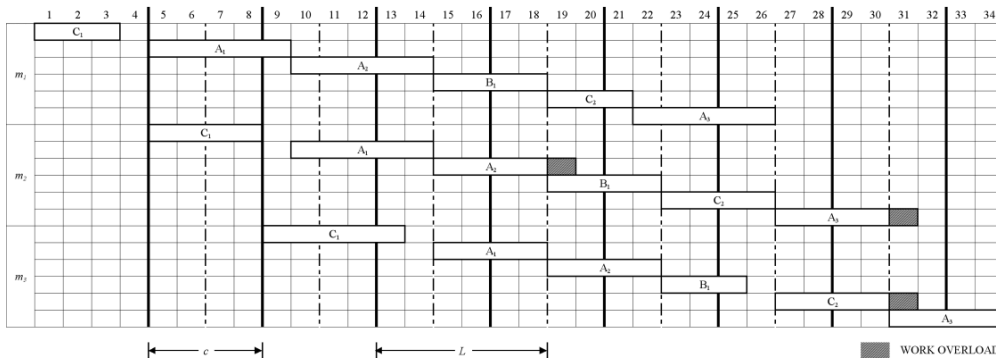 1 2 3 4 5 6 7 8 9 10 11 12 13 14 15 16 17 18 19 20 21 22 23 24 25 26 27 28 29 30 31 32 33 34
C₁
A₁
A₂
m₁
B₁
C₂
A₃
C₁
A₁
A₂
m₂
B₁
C₂
A₃
C₁
A₁
A₂
m₃
B₁
C₂
A₃
c L
WORK OVERLOAD